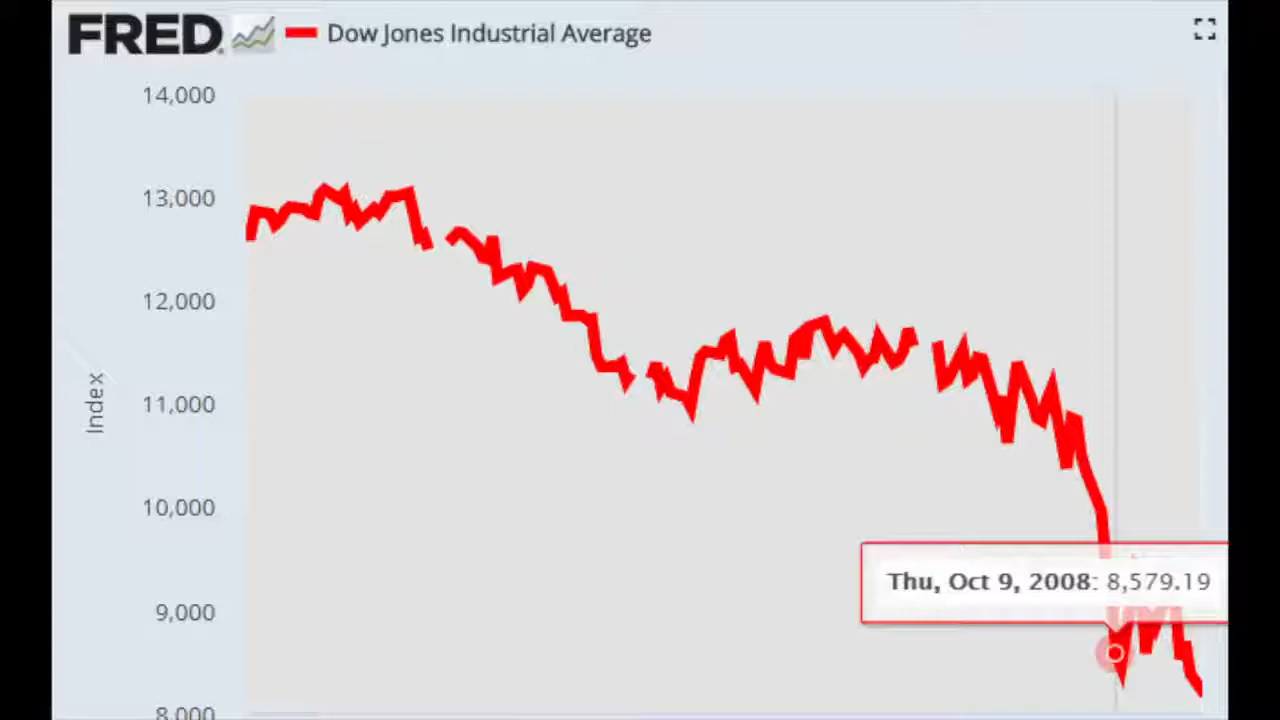 FRED
Dow Jones Industrial Average
14,000
13,000
12,000
11,000
10,000
9,000
8,000
Index
Thu, Oct 9, 2008: 8,579.19